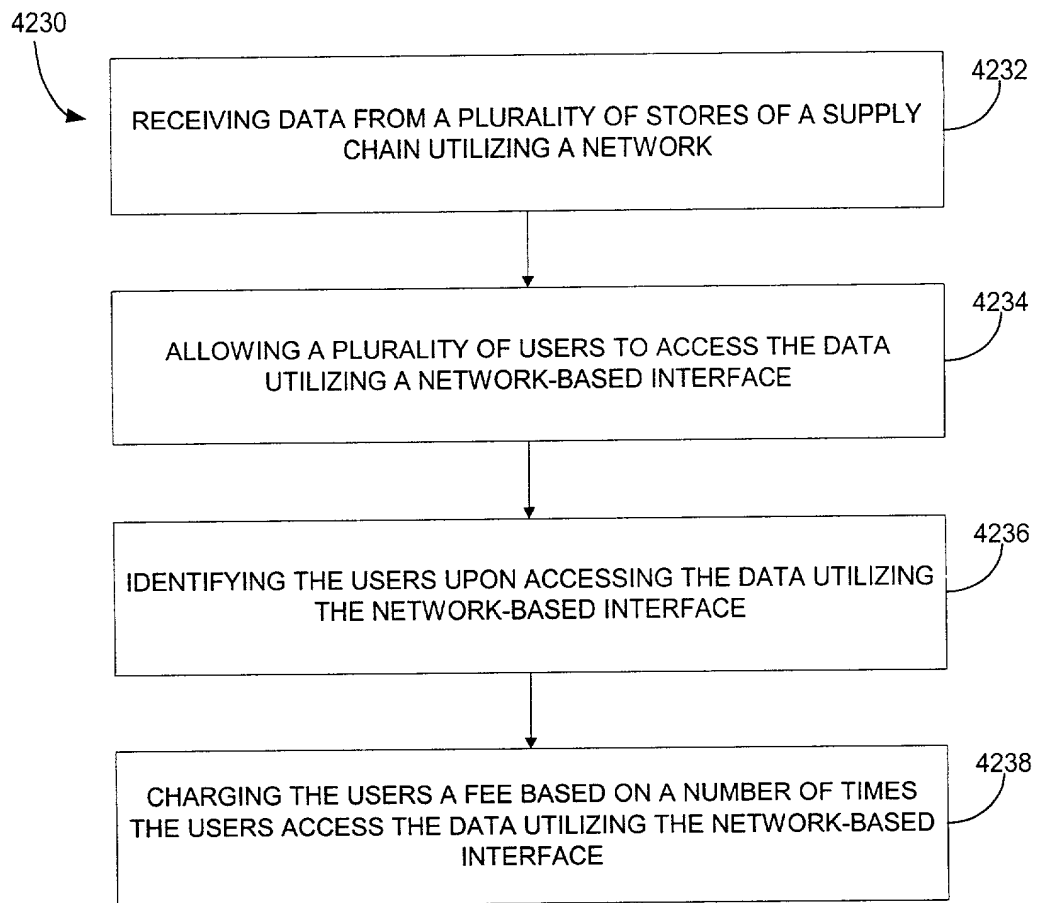 4230
4232
RECEIVING DATA FROM A PLURALITY OF STORES OF A SUPPLY
CHAIN UTILIZING A NETWORK
4234
ALLOWING A PLURALITY OF USERS TO ACCESS THE DATA
UTILIZING A NETWORK-BASED INTERFACE
4236
IDENTIFYING THE USERS UPON ACCESSING THE DATA UTILIZING
THE NETWORK-BASED INTERFACE
4238
CHARGING THE USERS A FEE BASED ON A NUMBER OF TIMES
THE USERS ACCESS THE DATA UTILIZING THE NETWORK-BASED
INTERFACE